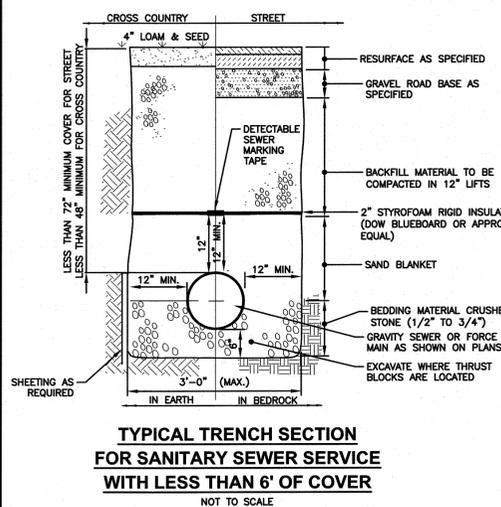 CROSS COUNTRY
STREET
4" LOAM & SEED
RESURFACE AS SPECIFIED
GRAVEL ROAD BASE AS
SPECIFIED
LESS THAN 72" MINIMUM COVER FOR STREET
LESS THAN 48" MINIMUM FOR CROSS COUNTRY
DETECTABLE
SEWER
MARKING
TAPE
BACKFILL MATERIAL TO BE
COMPACTED IN 12" LIFTS
2" STYROFOAM RIGID INSULA
(DOW BLUEBOARD OR APPRO
EQUAL)
12"
12" MIN.
SAND BLANKET
12" MIN.
12" MIN.
BEDDING MATERIAL CRUSHE
STONE (1/2" TO 3/4")
GRAVITY SEWER OR FORCE
MAIN AS SHOWN ON PLANS
6"
EXCAVATE WHERE THRUST
BLOCKS ARE LOCATED
SHEETING AS
REQUIRED
3'-0" (MAX.)
IN EARTH
IN BEDROCK
TYPICAL TRENCH SECTION
FOR SANITARY SEWER SERVICE
WITH LESS THAN 6' OF COVER
NOT TO SCALE